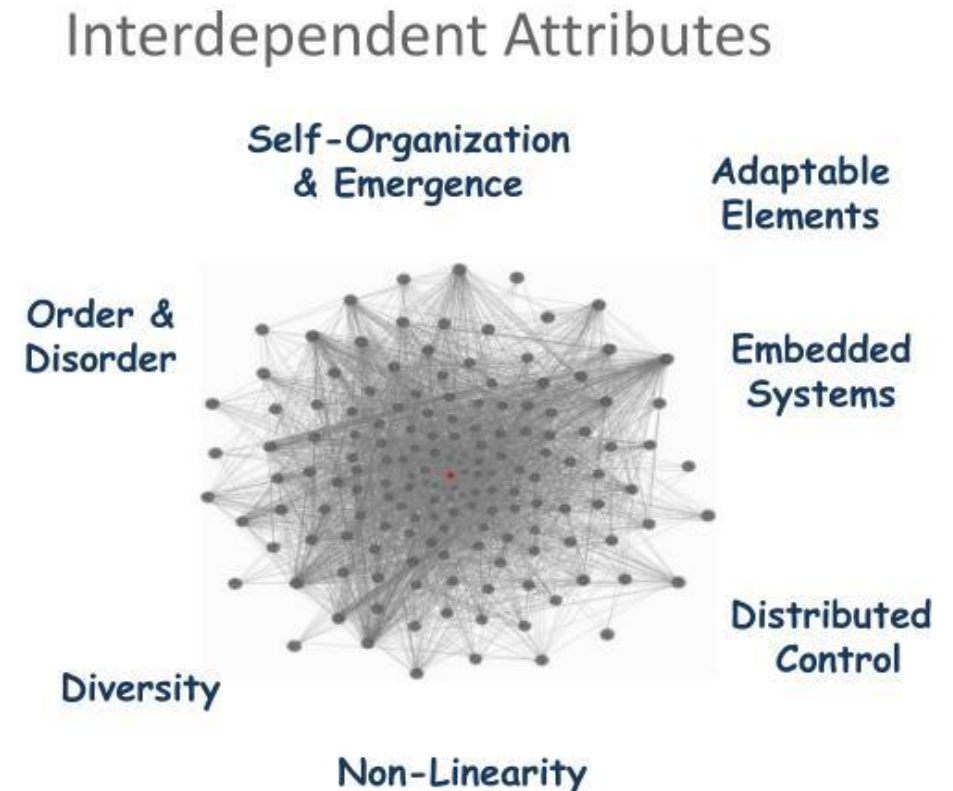 Interdependent Attributes
Self-Organization
& Emergence
Adaptable
Elements
Order &
Disorder
Embedded
Systems
Distributed
Control
Diversity
Non-Linearity